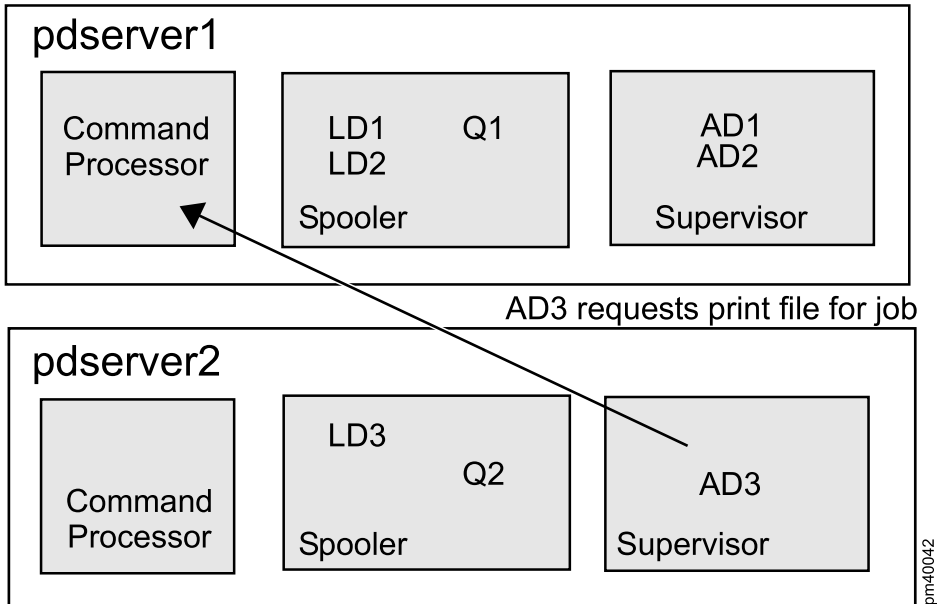 pdserver1
Command
Processor
LD1
Q1
LD2
Spooler
AD1
AD2
Supervisor
AD3 requests print file for job
pdserver2
Command
Processor
LD3
Q2
Spooler
AD3
Supervisor
pm40042